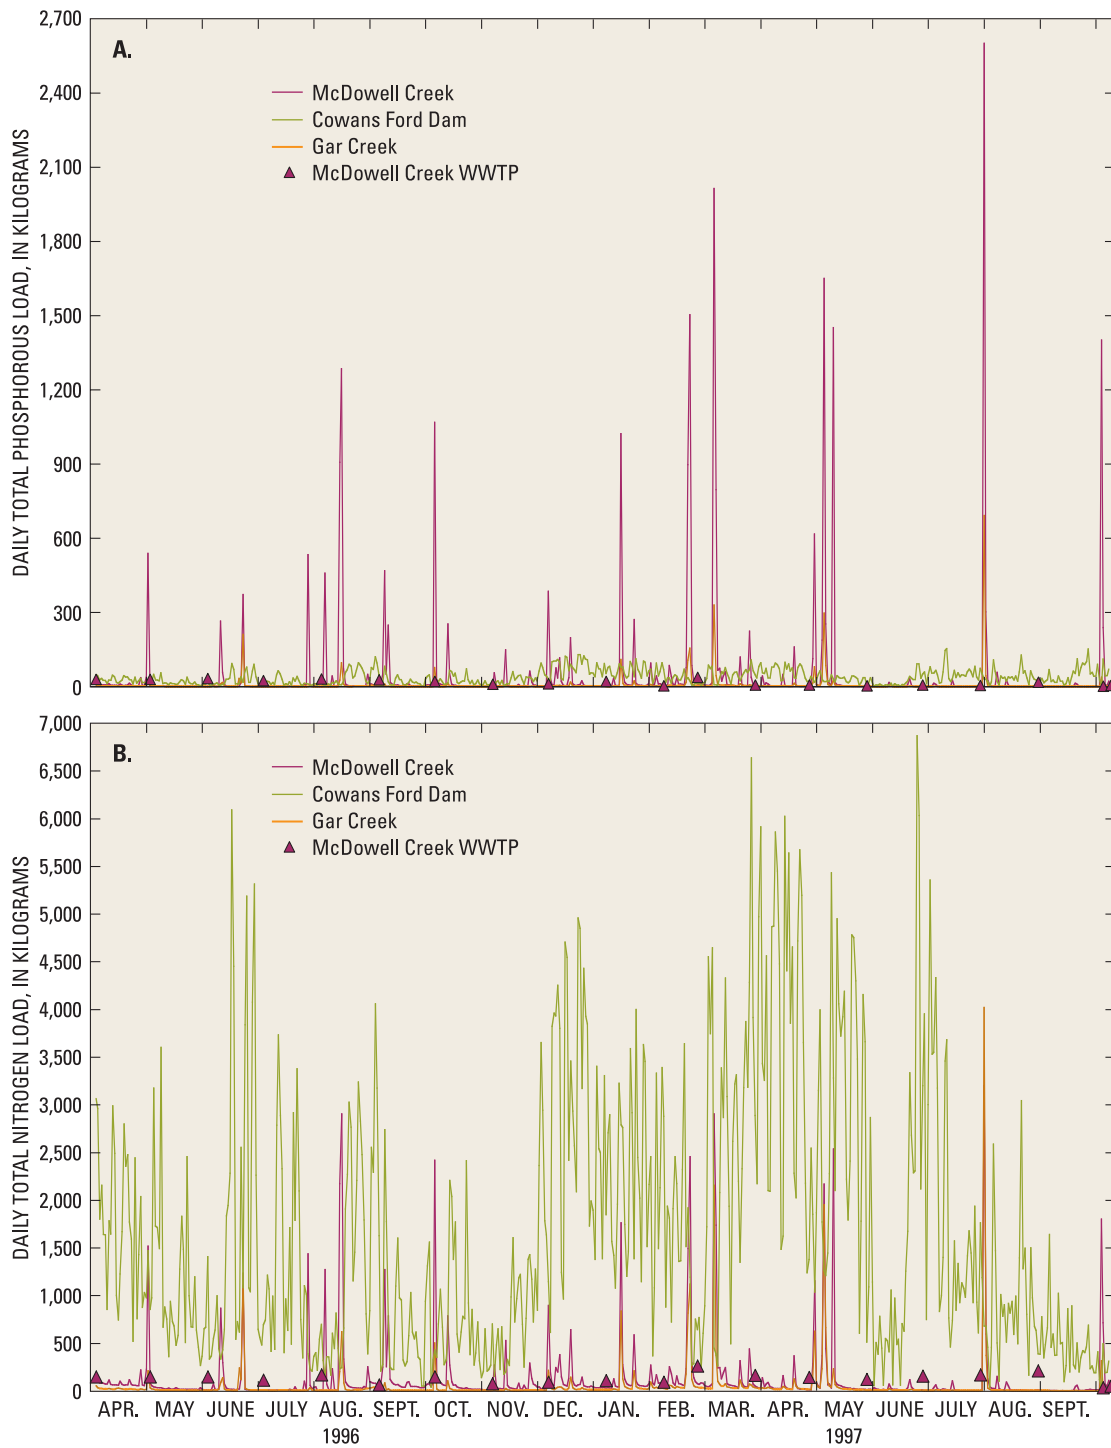 DAILY TOTAL PHOSPHOROUS LOAD, IN KILOGRAMS
2,700
2,400
2,100
1,800
1,500
1,200
900
600
300
0
A.
McDowell Creek
Cowans Ford Dam
Gar Creek
McDowell Creek WWTP
DAILY TOTAL NITROGEN LOAD, IN KILOGRAMS
7,000
6,500
6,000
5,500
5,000
4,500
4,000
3,500
3,000
2,500
2,000
1,500
1,000
500
0
B.
McDowell Creek
Cowans Ford Dam
Gar Creek
McDowell Creek WWTP
APR. MAY JUNE JULY AUG. SEPT. OCT. NOV. DEC. JAN. FEB. MAR. APR. MAY JUNE JULY AUG. SEPT.
1996 1997